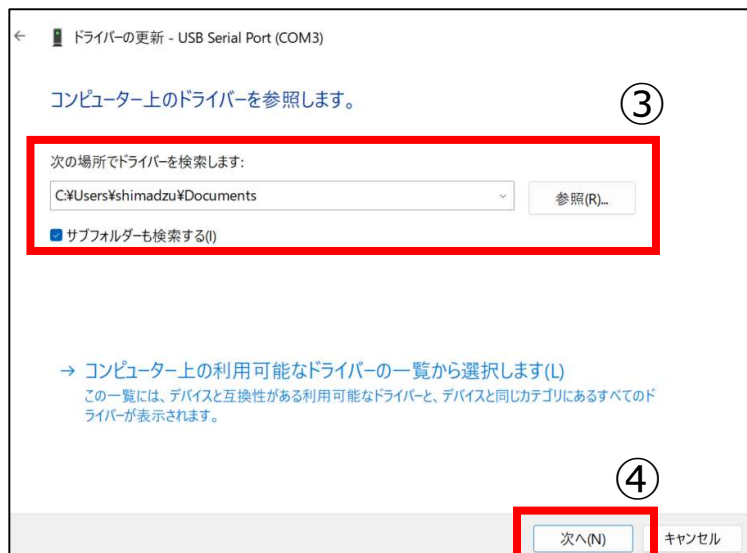 ← ドライバーの更新 - USB Serial Port (COM3)
コンピューター上のドライバーを参照します。
③
次の場所でドライバーを検索します:
C:¥Users¥shimadzu¥Documents
参照(R)...
サブフォルダーも検索する(I)
→ コンピューター上の利用可能なドライバーの一覧から選択します(L)
この一覧には、デバイスと互換性がある利用可能なドライバーと、デバイスと同じカテゴリにあるすべてのド
ライバーが表示されます。
④
次へ(N) キャンセル